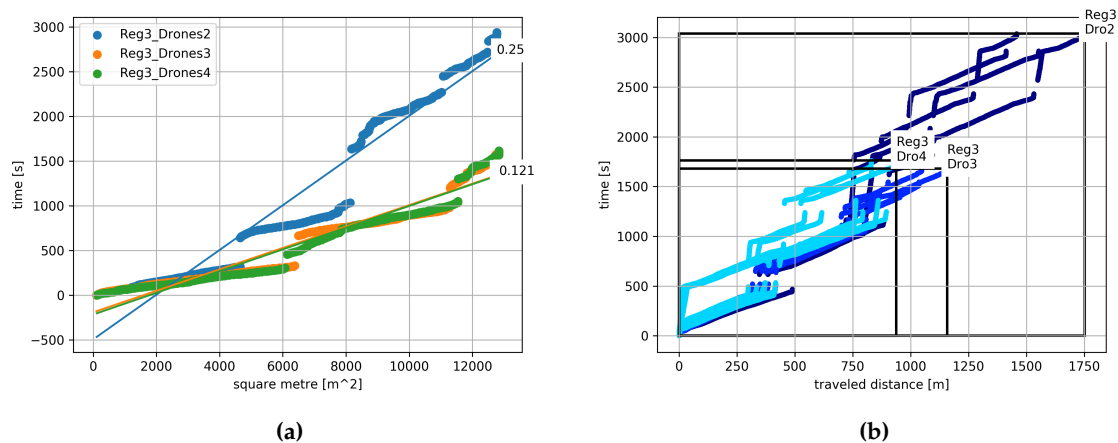 3000
2500
2000
1500
1000
500
0
−500
time [s]
Reg3_Drones2
Reg3_Drones3
Reg3_Drones4
0.25
0.121
0 2000 4000 6000 8000 10000 12000
square metre [m^2]
(a)
3000
2500
2000
1500
1000
500
0
time [s]
Reg3
Dro2
Reg3
Dro4
Reg3
Dro3
0 250 500 750 1000 1250 1500 1750
traveled distance [m]
(b)